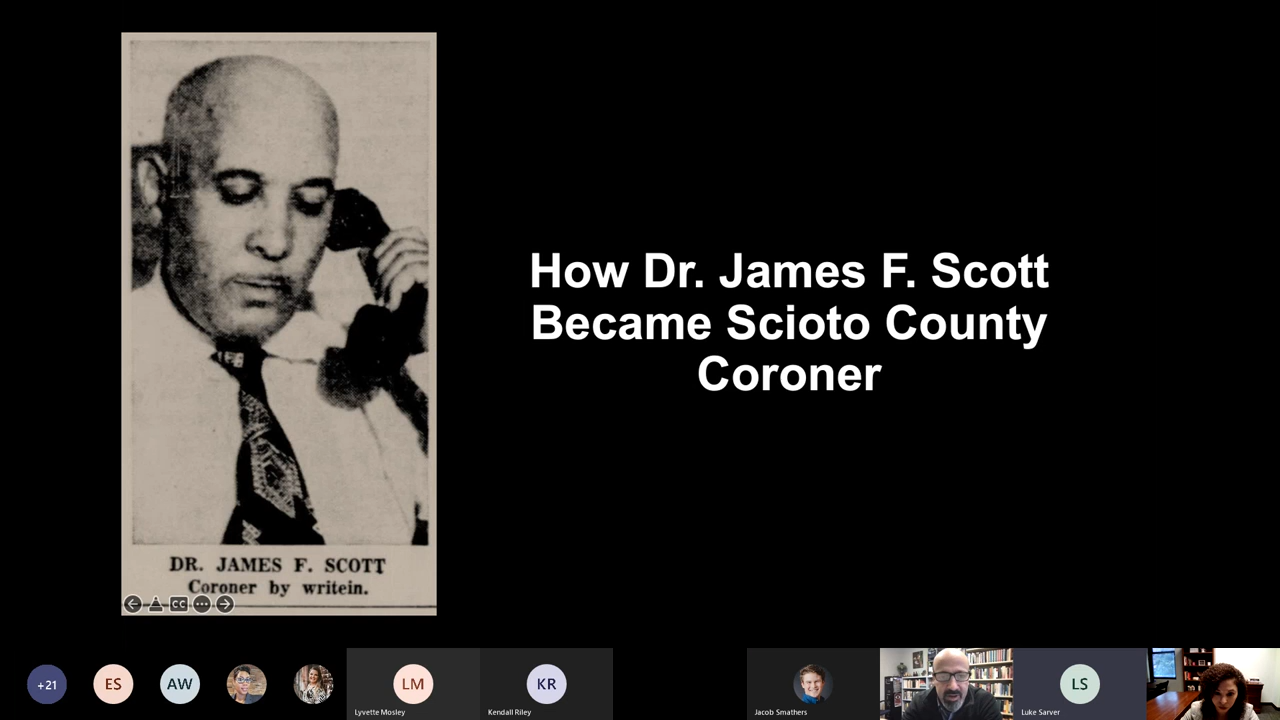 How Dr. James F. Scott
Became Scioto County
Coroner
DR. JAMES F. SCOTT
Coroner by writein.
CC
+21
ES
AW
LM
Lyvette Mosley
KR
Kendall Riley
Jacob Smathers
LS
Luke Sarver